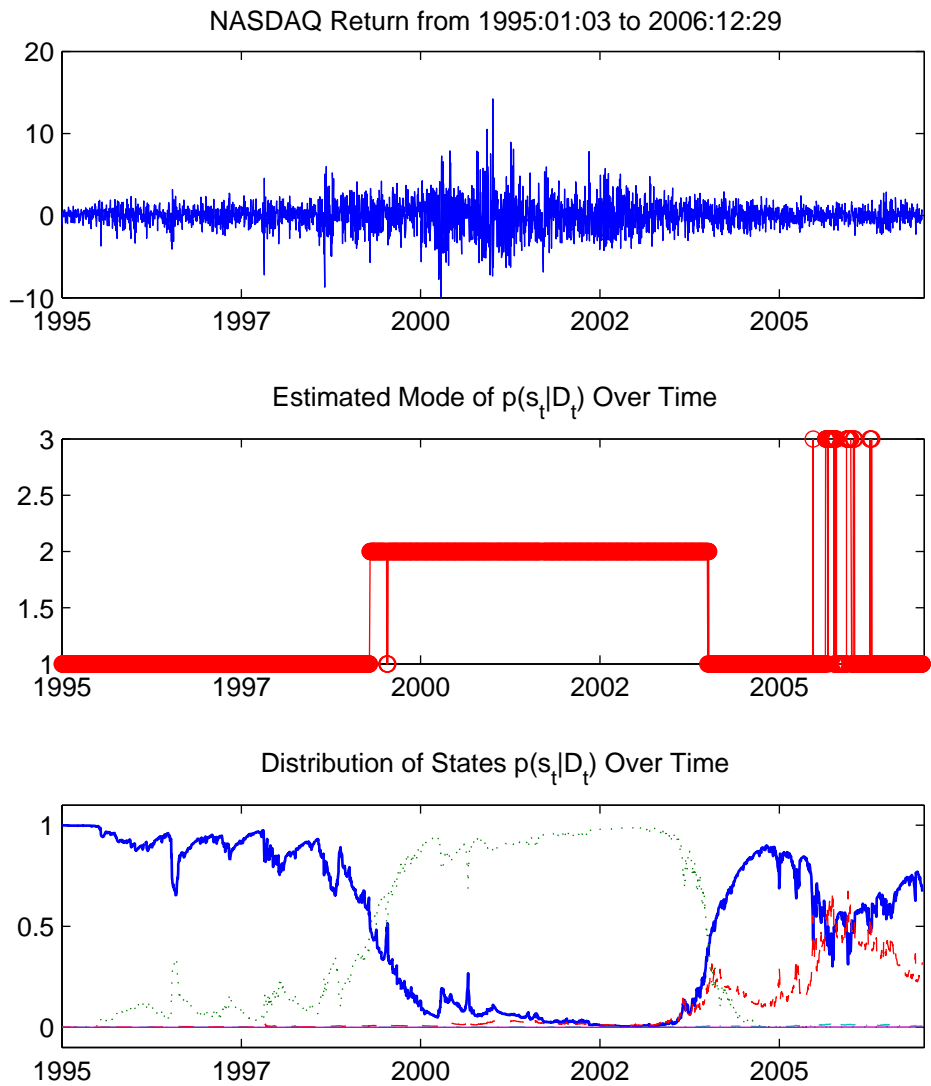 NASDAQ Return from 1995:01:03 to 2006:12:29
20
10
0
−10
1995 1997 2000 2002 2005
Estimated Mode of p(s_t|D_t) Over Time
3
2.5
2
1.5
1
1995 1997 2000 2002 2005
Distribution of States p(s_t|D_t) Over Time
1
0.5
0
1995 1997 2000 2002 2005